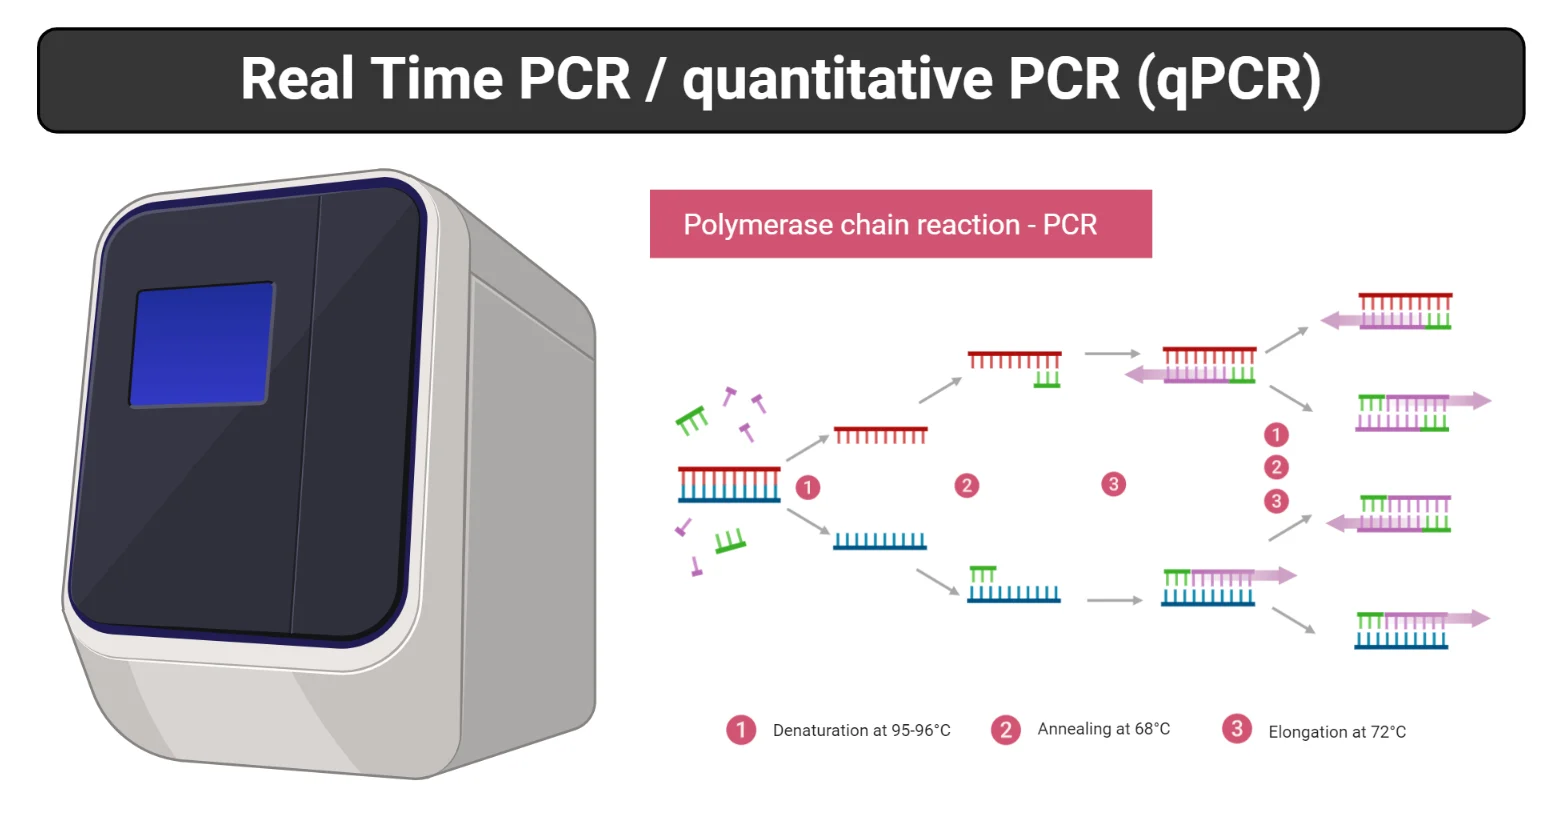 Real Time PCR / quantitative PCR (qPCR)
Polymerase chain reaction - PCR
1
2
3
1
2
3
1 Denaturation at 95-96°C
2 Annealing at 68°C
3 Elongation at 72°C